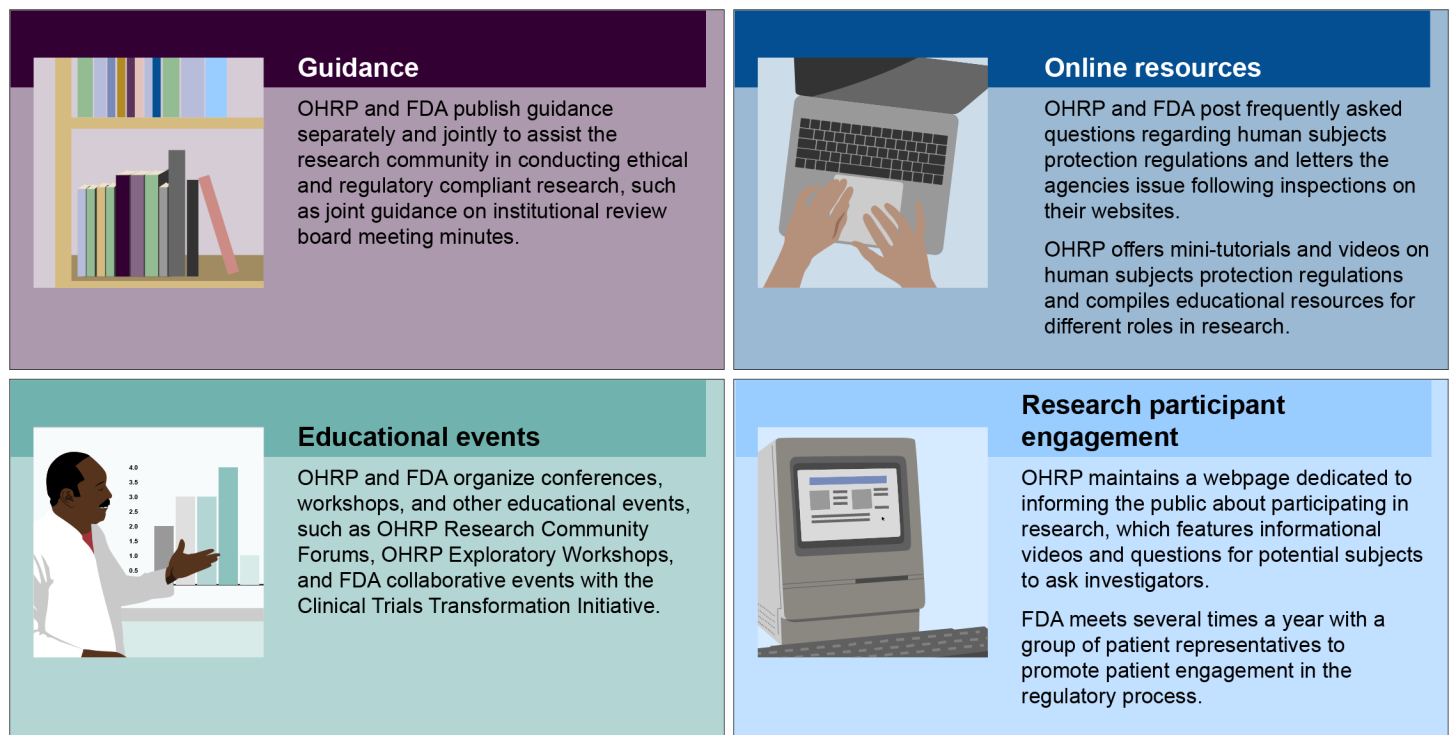 Guidance
OHRP and FDA publish guidance
separately and jointly to assist the
research community in conducting ethical
and regulatory compliant research, such
as joint guidance on institutional review
board meeting minutes.
Online resources
OHRP and FDA post frequently asked
questions regarding human subjects
protection regulations and letters the
agencies issue following inspections on
their websites.
OHRP offers mini-tutorials and videos on
human subjects protection regulations
and compiles educational resources for
different roles in research.
Educational events
OHRP and FDA organize conferences,
workshops, and other educational events,
such as OHRP Research Community
Forums, OHRP Exploratory Workshops,
and FDA collaborative events with the
Clinical Trials Transformation Initiative.
4.0
3.5
3.0
2.5
2.0
1.5
1.0
0.5
Research participant
engagement
OHRP maintains a webpage dedicated to
informing the public about participating in
research, which features informational
videos and questions for potential subjects
to ask investigators.
FDA meets several times a year with a
group of patient representatives to
promote patient engagement in the
regulatory process.